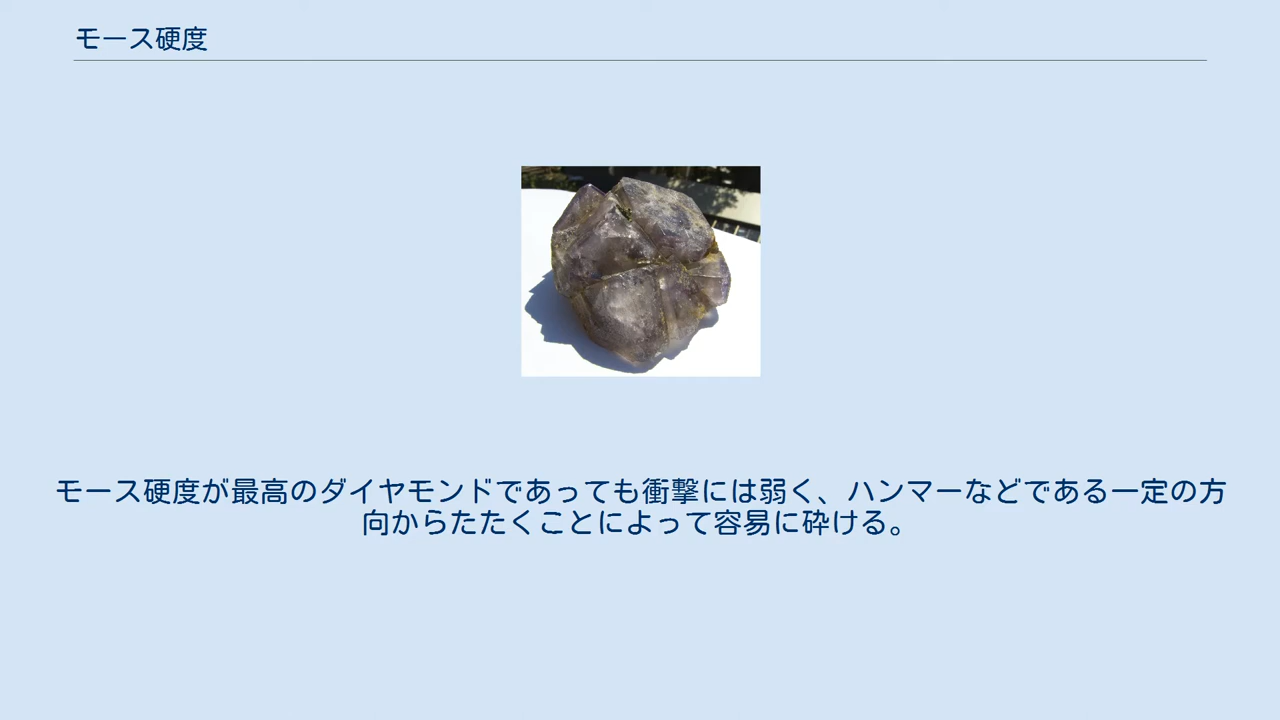 モース硬度
モース硬度が最高のダイヤモンドであっても衝撃には弱く、ハンマーなどである一定の方
向からたたくことによって容易に砕ける。